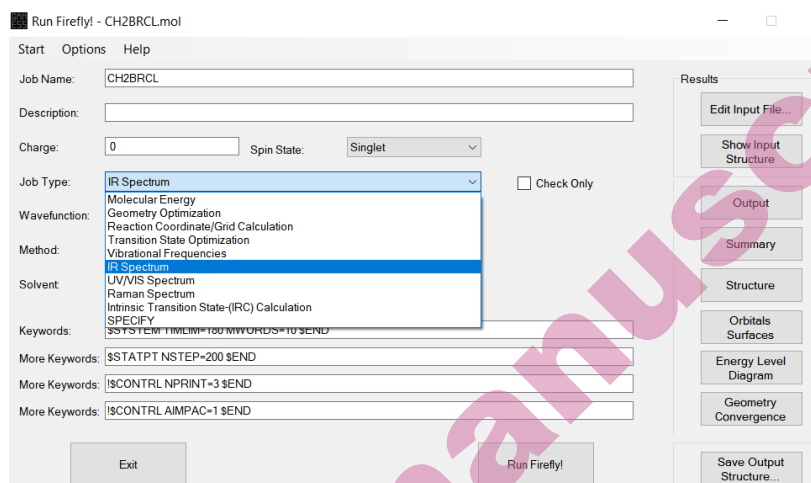 Run Firefly! - CH2BRCL.mol
Start Options Help
Job Name: CH2BRCL
Description:
Charge: 0 Spin State: Singlet
Job Type: IR Spectrum Check Only
Molecular Energy
Geometry Optimization
Reaction Coordinate/Grid Calculation
Transition State Optimization
Vibrational Frequencies
IR Spectrum
UV/VIS Spectrum
Raman Spectrum
Intrinsic Transition State-(IRC) Calculation
SPECIFY
Wavefunction:
Method:
Solvent:
Keywords: $SYSTEM TIMLIM=180 MWORDS=10 $END
More Keywords: $STATPT NSTEP=200 $END
More Keywords: !$CONTRL NPRINT=3 $END
More Keywords: !$CONTRL AIMPAC=1 $END
Exit
Run Firefly!
Results
Edit Input File...
Show Input
Structure
Output
Summary
Structure
Orbitals
Surfaces
Energy Level
Diagram
Geometry
Convergence
Save Output
Structure...
manusc